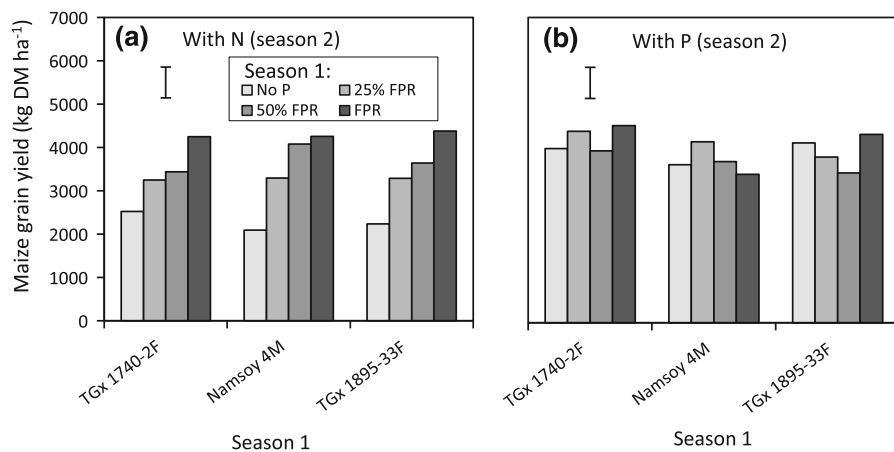 Maize grain yield (kg DM ha⁻¹)
7000
6000
5000
4000
3000
2000
1000
0
(a) With N (season 2)
Season 1:
No P 25% FPR
50% FPR FPR
TGx 1740-2F
Namsoy 4M
TGx 1895-33F
Season 1
(b) With P (season 2)
TGx 1740-2F
Namsoy 4M
TGx 1895-33F
Season 1